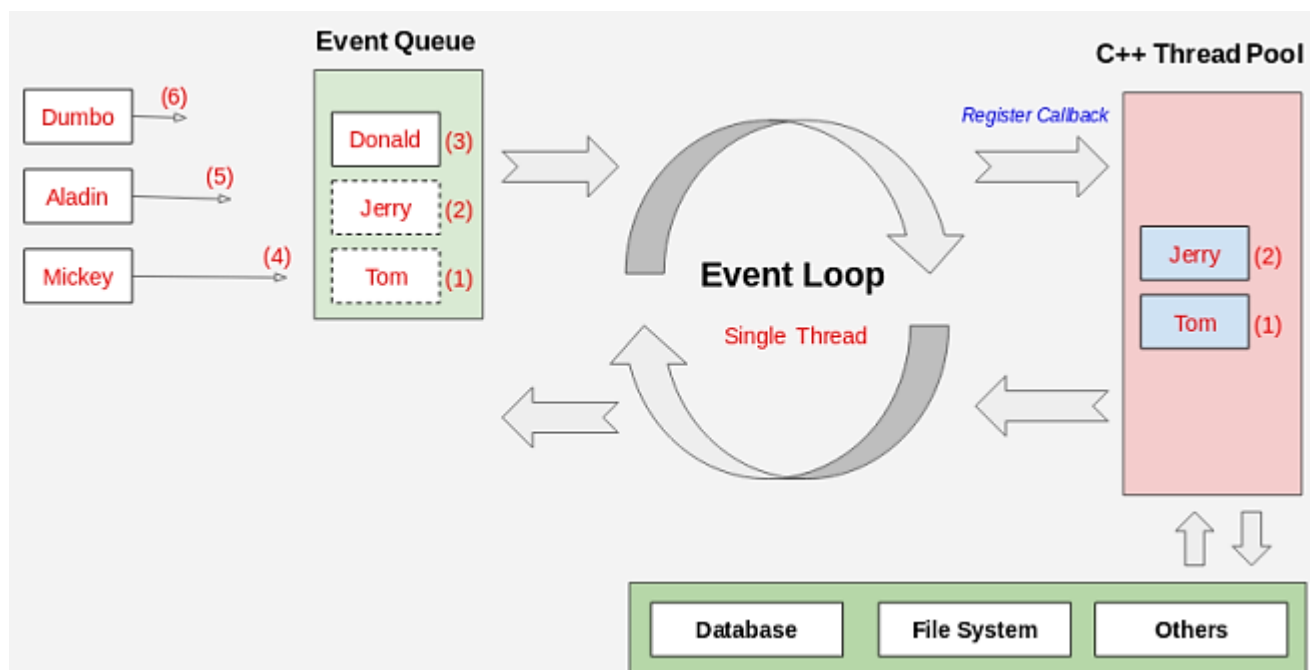 Event Queue
C++ Thread Pool
Dumbo
(6)
Aladin
(5)
Mickey
(4)
Donald
(3)
Jerry
(2)
Tom
(1)
Register Callback
Event Loop
Single Thread
Jerry
(2)
Tom
(1)
Database
File System
Others